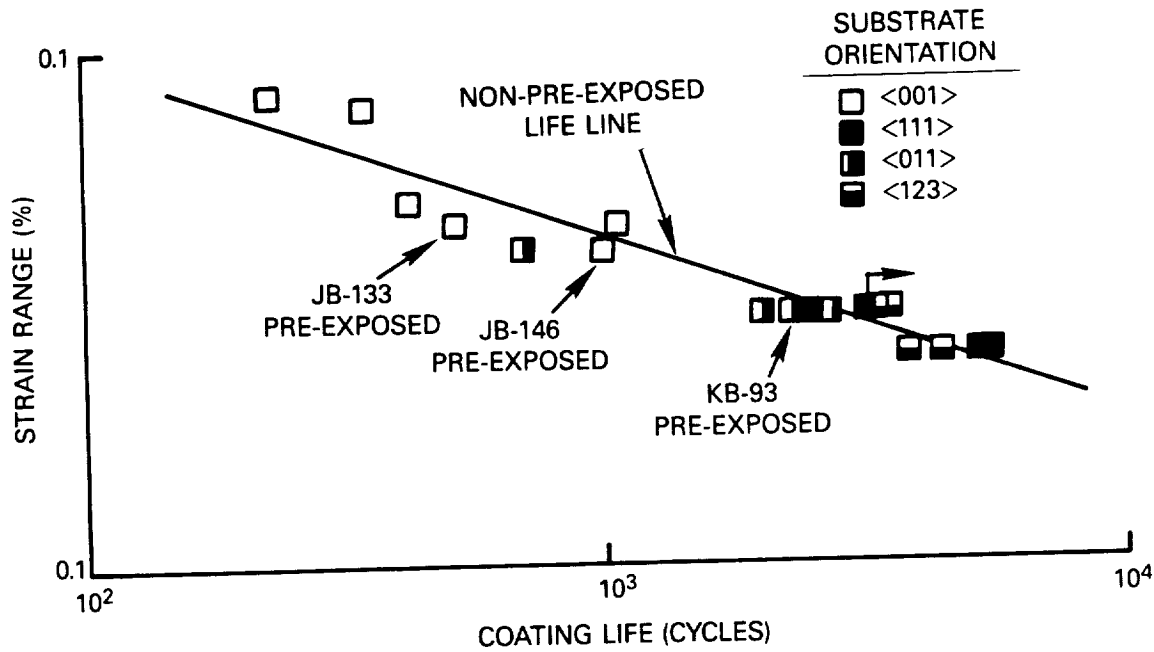 SUBSTRATE
ORIENTATION
<001>
<111>
<011>
<123>
0.1
NON-PRE-EXPOSED
LIFE LINE
STRAIN RANGE (%)
JB-133
PRE-EXPOSED
JB-146
PRE-EXPOSED
KB-93
PRE-EXPOSED
0.1
10²
10³
10⁴
COATING LIFE (CYCLES)